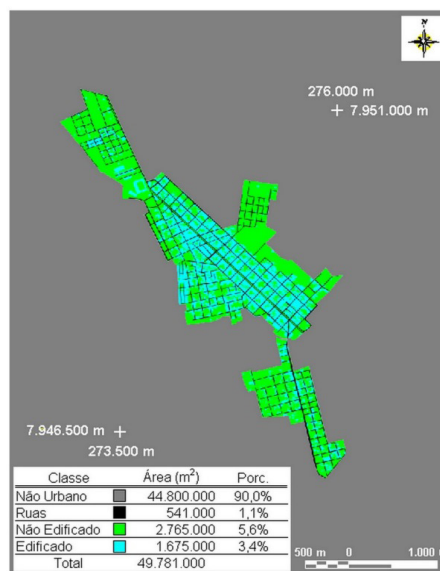 N
276.000 m
7.951.000 m
7.946.500 m
273.500 m
Classe Área (m²) Porc.
Não Urbano 44.800.000 90,0%
Ruas 541.000 1,1%
Não Edificado 2.765.000 5,6%
Edificado 1.675.000 3,4%
Total 49.781.000
500 m 0 1.000 m